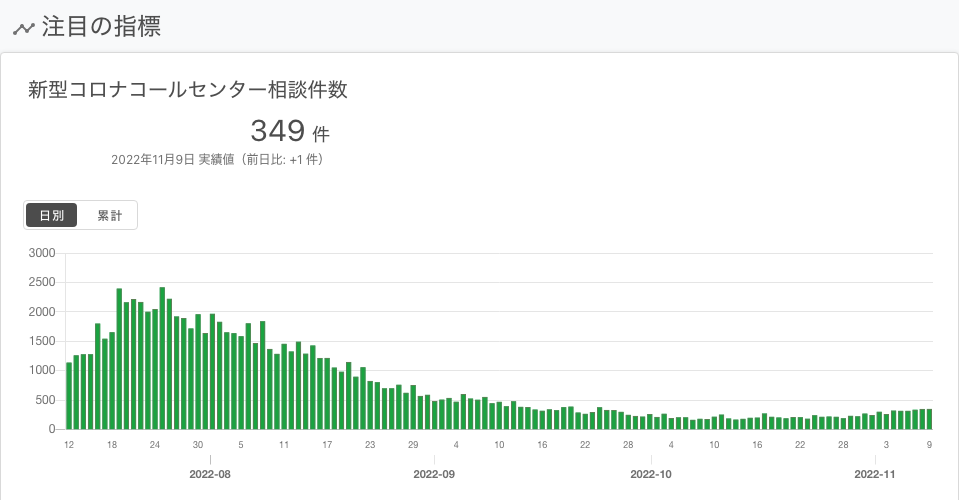 注目の指標
新型コロナコールセンター相談件数
349 件
2022年11月9日 実績値（前日比: +1 件）
日別 累計
3000
2500
2000
1500
1000
500
0
12 18 24 30 5 11 17 23 29 4 10 16 22 28 4 10 16 22 28 3 9
2022-08 2022-09 2022-10 2022-11